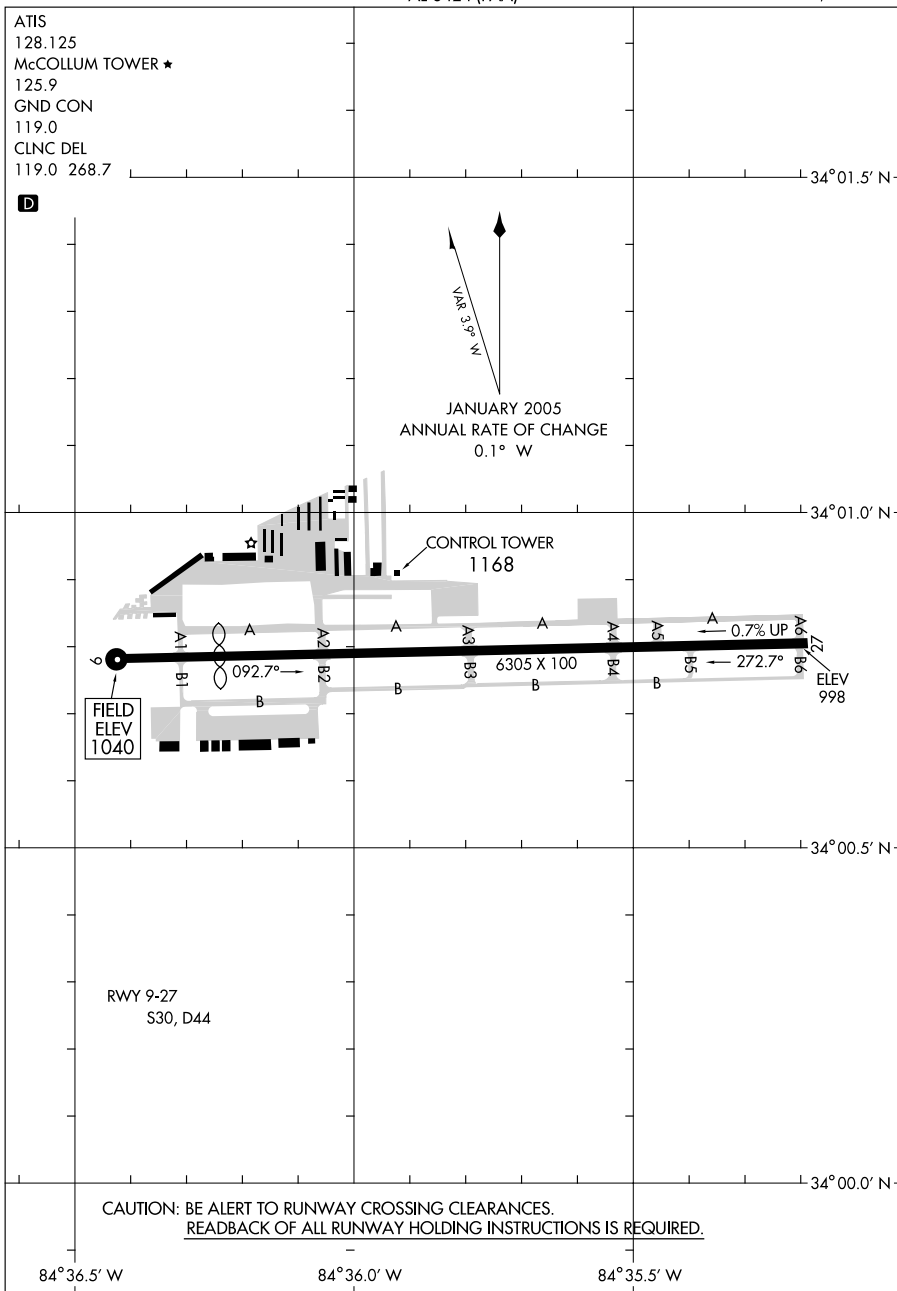 ATIS
128.125
McCOLLUM TOWER ★
125.9
GND CON
119.0
CLNC DEL
119.0 268.7
D
34°01.5' N
VAR 3.9° W
JANUARY 2005
ANNUAL RATE OF CHANGE
0.1° W
34°01.0' N
CONTROL TOWER
1168
A1
A
A2
A
A3
A
A4
A5
A
A6
0.7% UP
9
27
092.7°
6305 X 100
272.7°
B1
B
B2
B
B3
B
B4
B
B5
B6
ELEV
998
FIELD
ELEV
1040
34°00.5' N
RWY 9-27
S30, D44
34°00.0' N
CAUTION: BE ALERT TO RUNWAY CROSSING CLEARANCES.
READBACK OF ALL RUNWAY HOLDING INSTRUCTIONS IS REQUIRED.
84°36.5' W
84°36.0' W
84°35.5' W